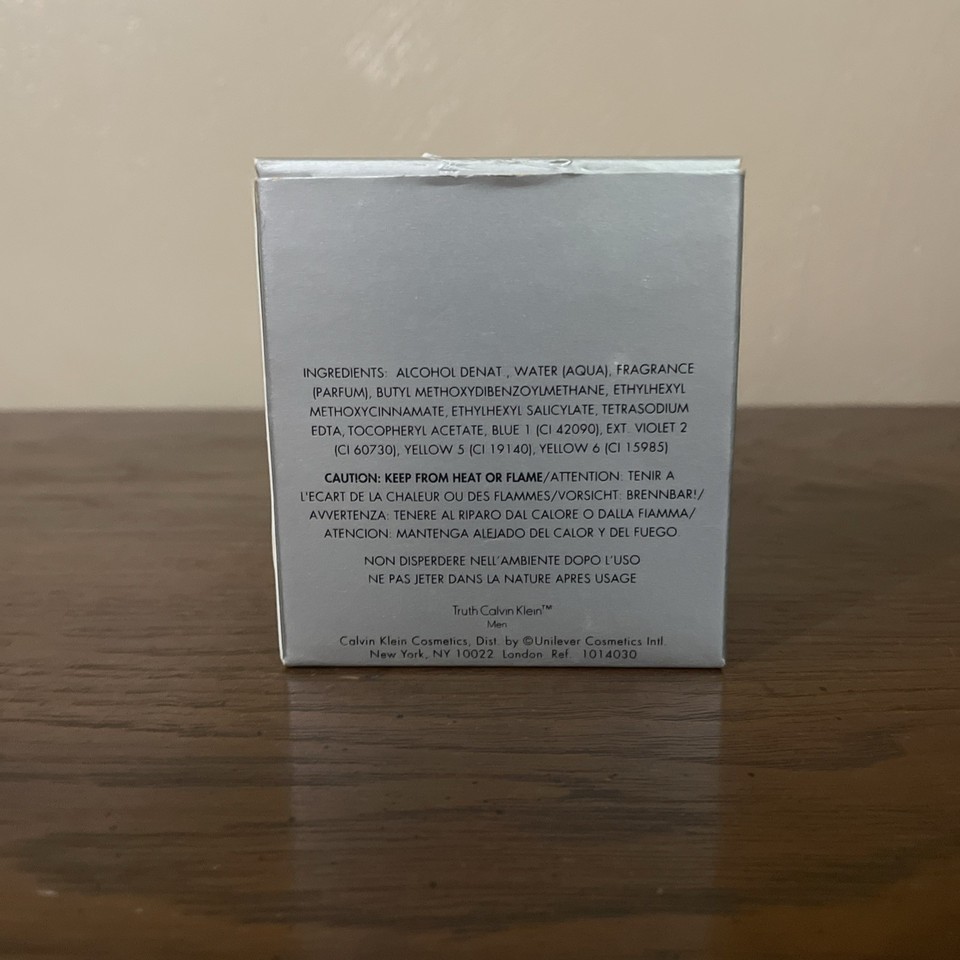 INGREDIENTS: ALCOHOL DENAT., WATER (AQUA), FRAGRANCE
(PARFUM), BUTYL METHOXYDIBENZOYLMETHANE, ETHYLHEXYL
METHOXYCINNAMATE, ETHYLHEXYL SALICYLATE, TETRASODIUM
EDTA, TOCOPHERYL ACETATE, BLUE 1 (CI 42090), EXT. VIOLET 2
(CI 60730), YELLOW 5 (CI 19140), YELLOW 6 (CI 15985)
CAUTION: KEEP FROM HEAT OR FLAME/ATTENTION: TENIR A
L'ECART DE LA CHALEUR OU DES FLAMMES/VORSICHT: BRENNBAR!/
AVVERTENZA: TENERE AL RIPARO DAL CALORE O DALLA FIAMMA/
ATENCION: MANTENGA ALEJADO DEL CALOR Y DEL FUEGO.
NON DISPERDERE NELL'AMBIENTE DOPO L'USO
NE PAS JETER DANS LA NATURE APRES USAGE
Truth Calvin Klein™
Men
Calvin Klein Cosmetics, Dist. by ©Unilever Cosmetics Intl.
New York, NY 10022 London Ref. 1014030